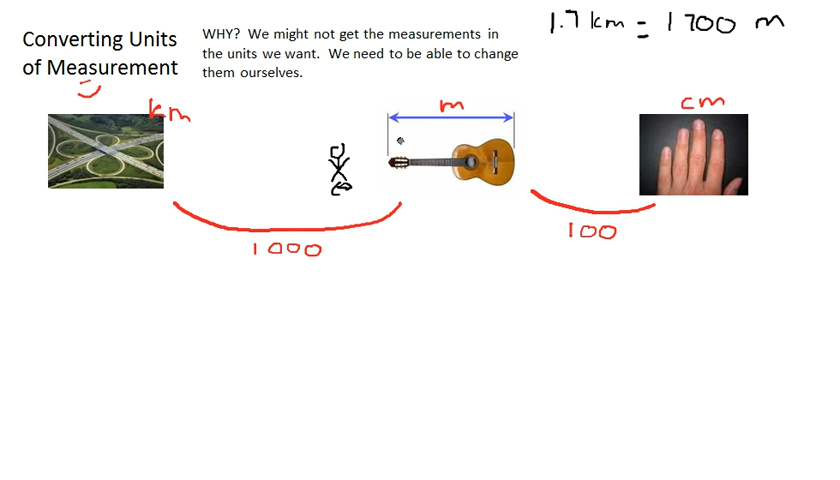 Converting Units
of Measurement
WHY? We might not get the measurements in
the units we want. We need to be able to change
them ourselves.
1.7 km = 1700 m
km
m
cm
1000
100